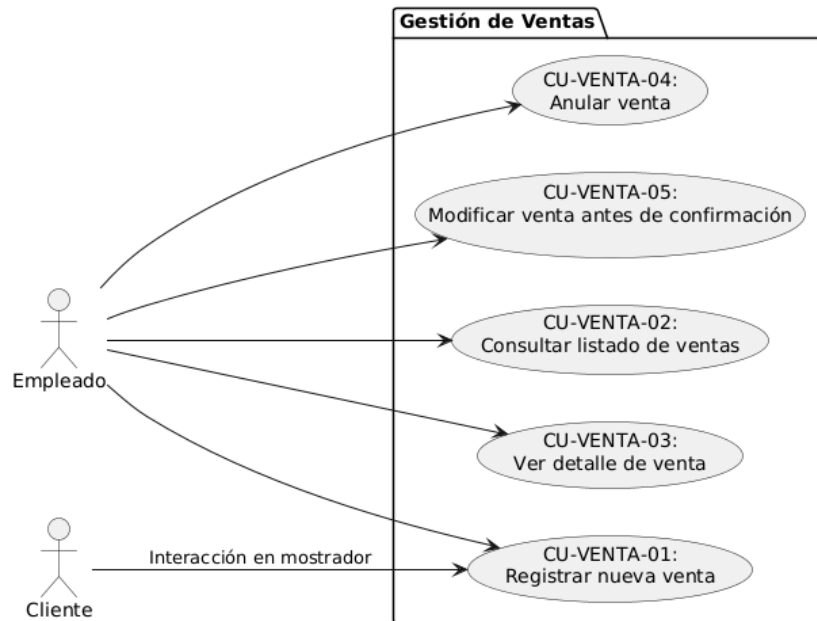 Gestión de Ventas
CU-VENTA-04:
Anular venta
CU-VENTA-05:
Modificar venta antes de confirmación
CU-VENTA-02:
Consultar listado de ventas
Empleado
CU-VENTA-03:
Ver detalle de venta
Interacción en mostrador
CU-VENTA-01:
Registrar nueva venta
Cliente